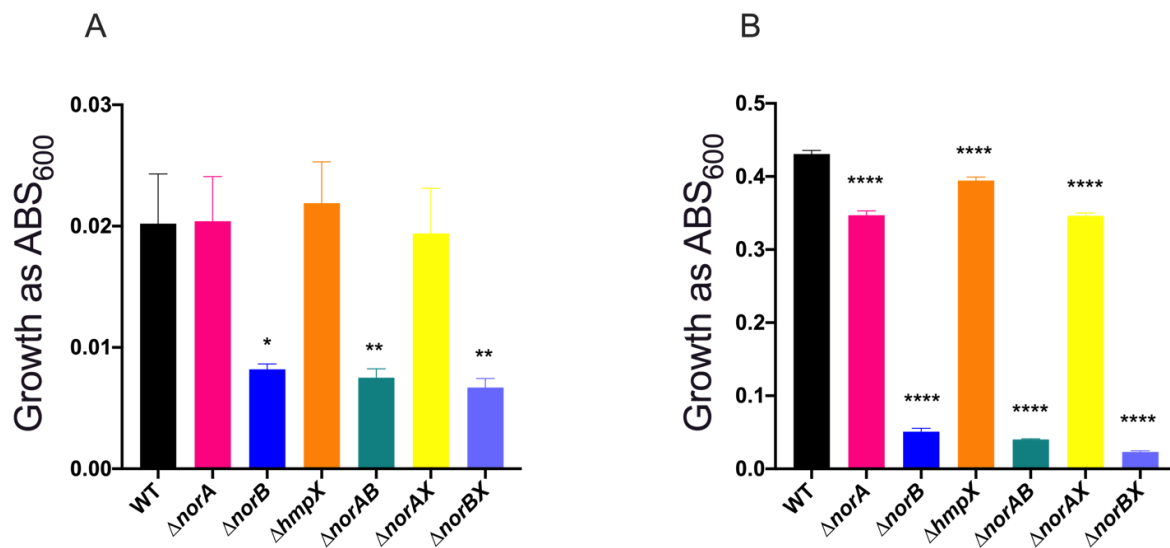 A
Growth as ABS600
0.03
0.02
0.01
0.00
*
**
**
WT
ΔnorA
ΔnorB
ΔhmpX
ΔnorAB
ΔnorAX
ΔnorBX
B
Growth as ABS600
0.5
0.4
0.3
0.2
0.1
0.0
****
****
****
****
****
****
WT
ΔnorA
ΔnorB
ΔhmpX
ΔnorAB
ΔnorAX
ΔnorBX